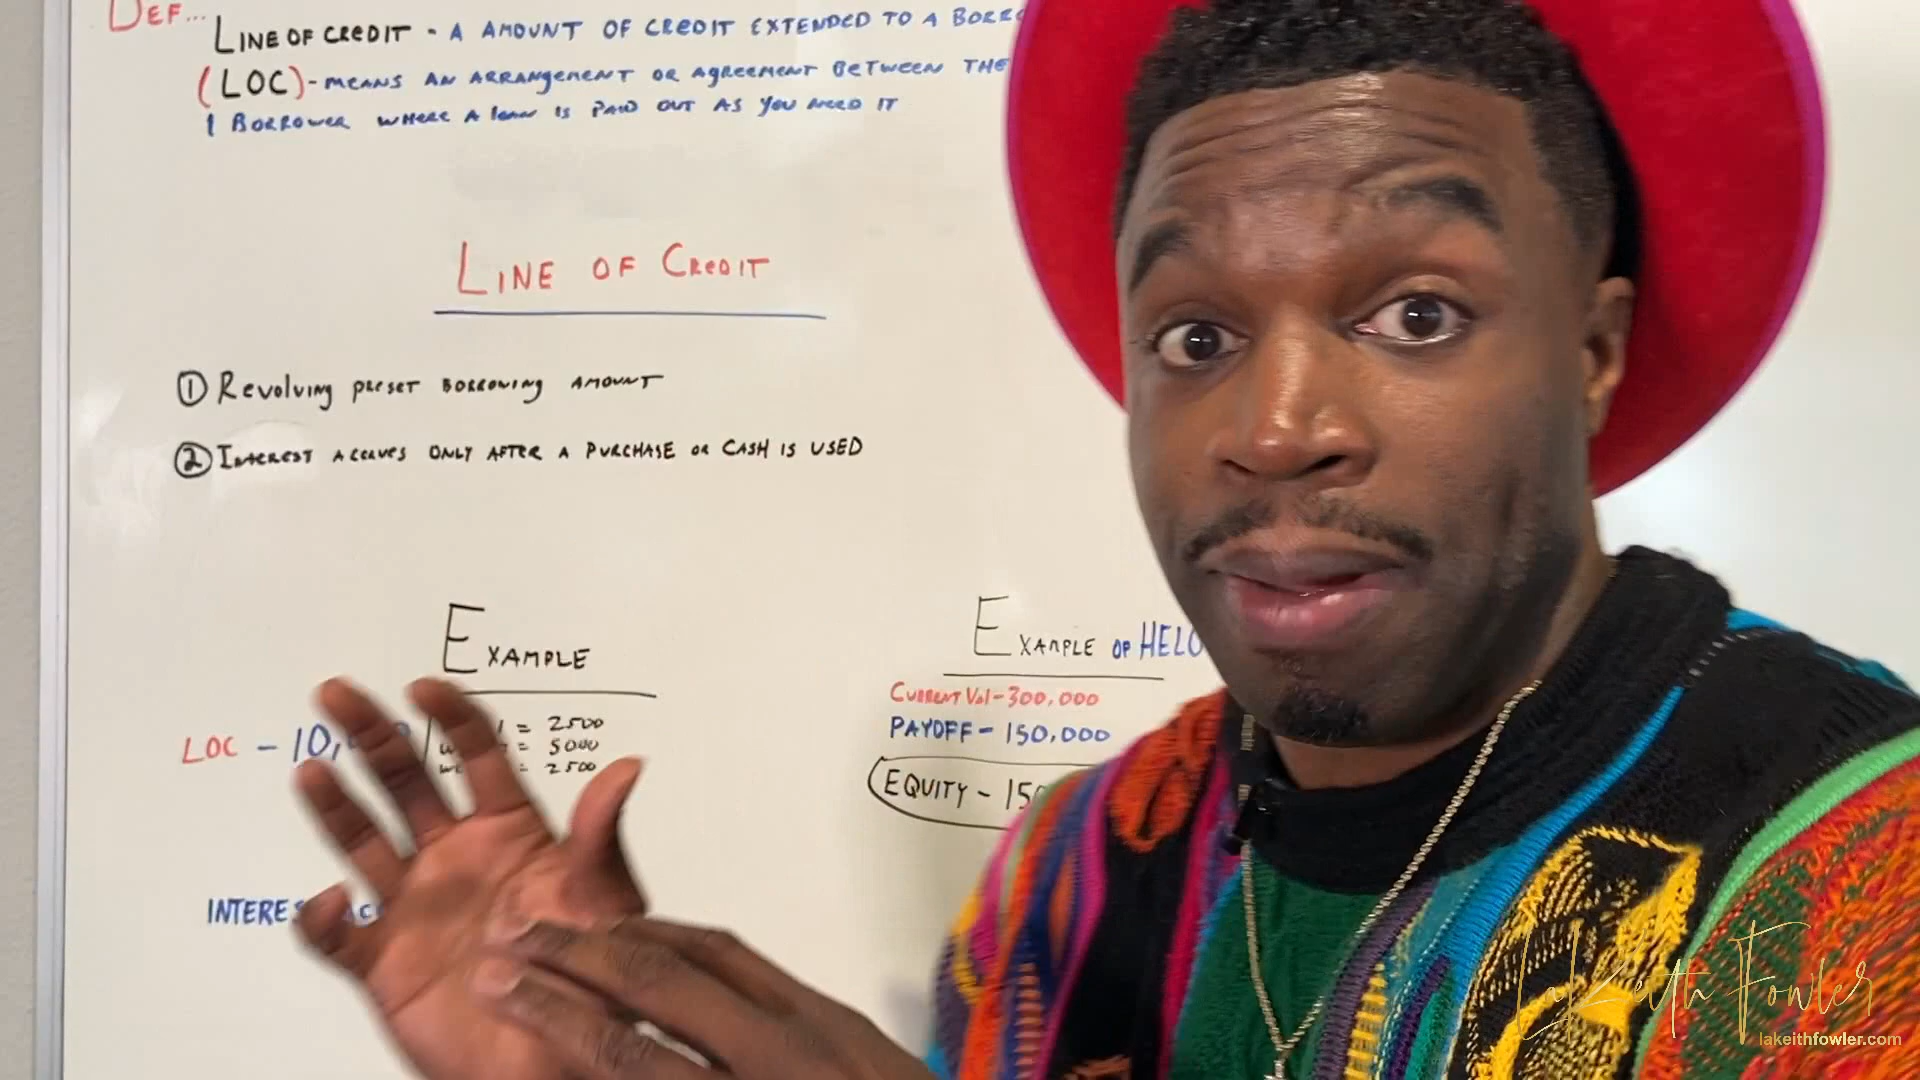 DEF...
LINE OF CREDIT - A AMOUNT OF CREDIT EXTENDED TO A
(LOC) - MEANS AN ARRANGEMENT OR AGREEMENT BETWEEN THE
BORROWER WHERE A loan IS PAID OUT AS YOU NEED IT
LINE OF CREDIT
① Revolving PRESET BORROWING AMOUNT
② INTEREST ACCRUES ONLY AFTER A PURCHASE OR CASH IS USED
EXAMPLE
LOC - 10,
= 2500
= 5000
= 2500
EXAMPLE OF
CURRENT Val - 300,000
PAYOFF - 150,000
EQUITY -
LaKeith Fowler
lakeithfowler.com